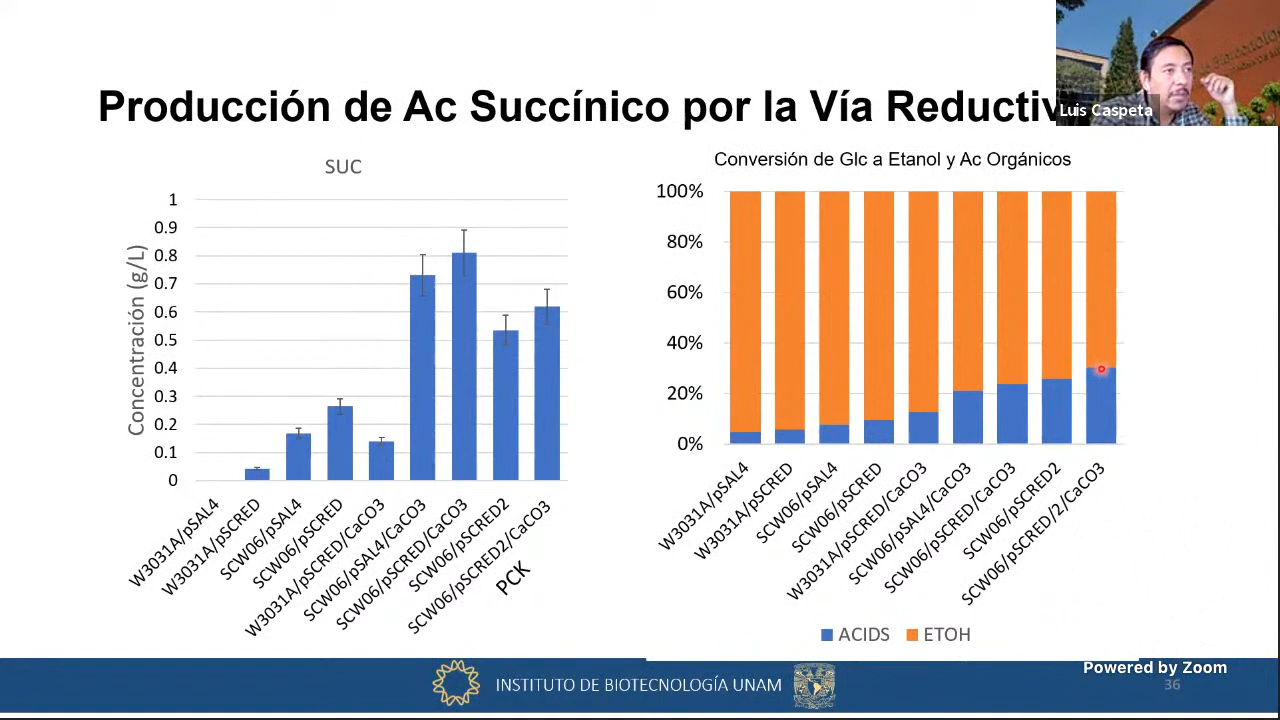 Producción de Ac Succínico por la Vía Reductiv
Luis Caspeta
SUC
Concentración (g/L)
1
0.9
0.8
0.7
0.6
0.5
0.4
0.3
0.2
0.1
0
W3031A/pSAL4
W3031A/pSCRED
SCW06/pSAL4
SCW06/pSCRED
W3031A/pSCRED/CaCO3
SCW06/pSAL4/CaCO3
SCW06/pSCRED/CaCO3
SCW06/pSCRED2
SCW06/pSCRED2/CaCO3
PCK
Conversión de Glc a Etanol y Ac Orgánicos
100%
80%
60%
40%
20%
0%
W3031A/pSAL4
W3031A/pSCRED
SCW06/pSAL4
SCW06/pSCRED
W3031A/pSCRED/CaCO3
SCW06/pSAL4/CaCO3
SCW06/pSCRED/CaCO3
SCW06/pSCRED2
SCW06/pSCRED/2/CaCO3
ACIDS ETOH
INSTITUTO DE BIOTECNOLOGÍA UNAM
Powered by Zoom
36